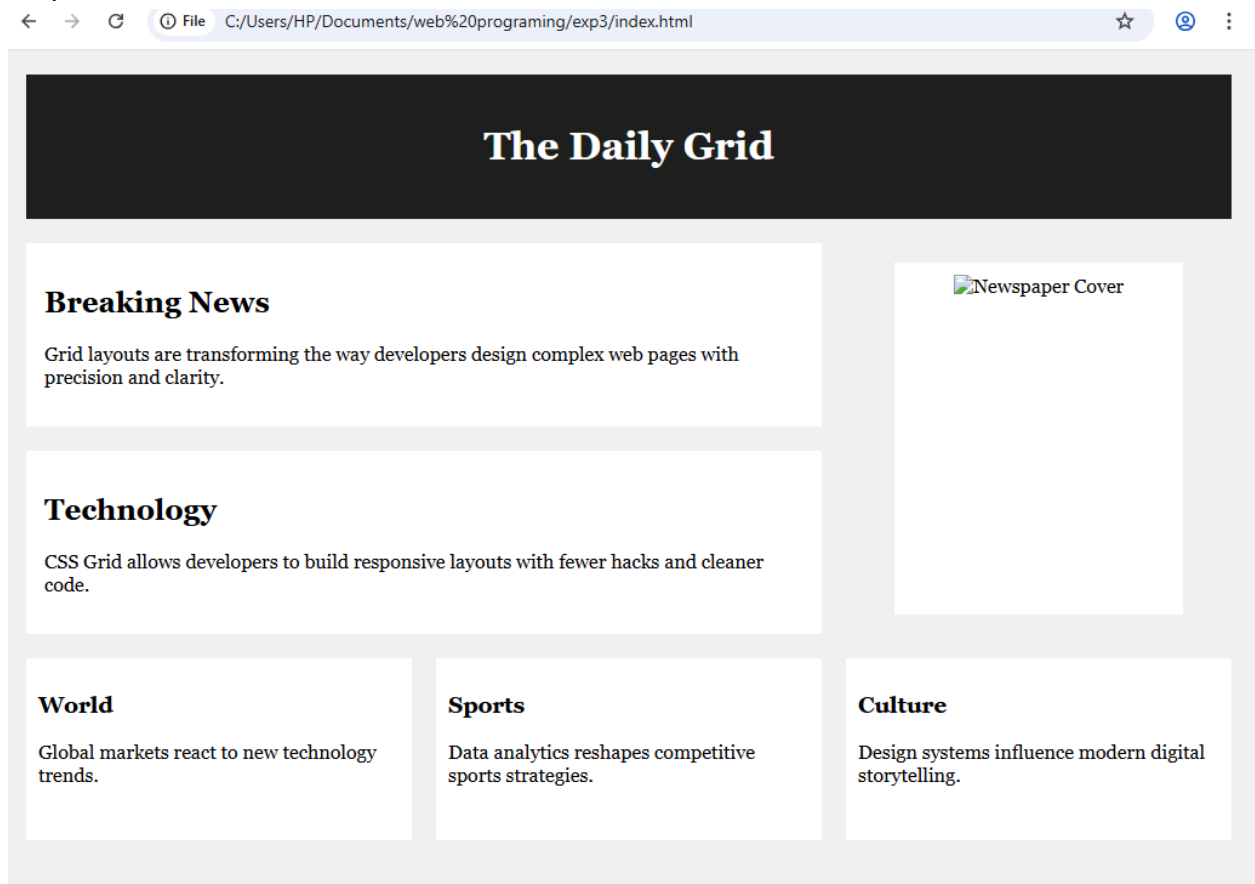 File C:/Users/HP/Documents/web%20programing/exp3/index.html
The Daily Grid
Breaking News
Grid layouts are transforming the way developers design complex web pages with
precision and clarity.
Newspaper Cover
Technology
CSS Grid allows developers to build responsive layouts with fewer hacks and cleaner
code.
World
Global markets react to new technology
trends.
Sports
Data analytics reshapes competitive
sports strategies.
Culture
Design systems influence modern digital
storytelling.